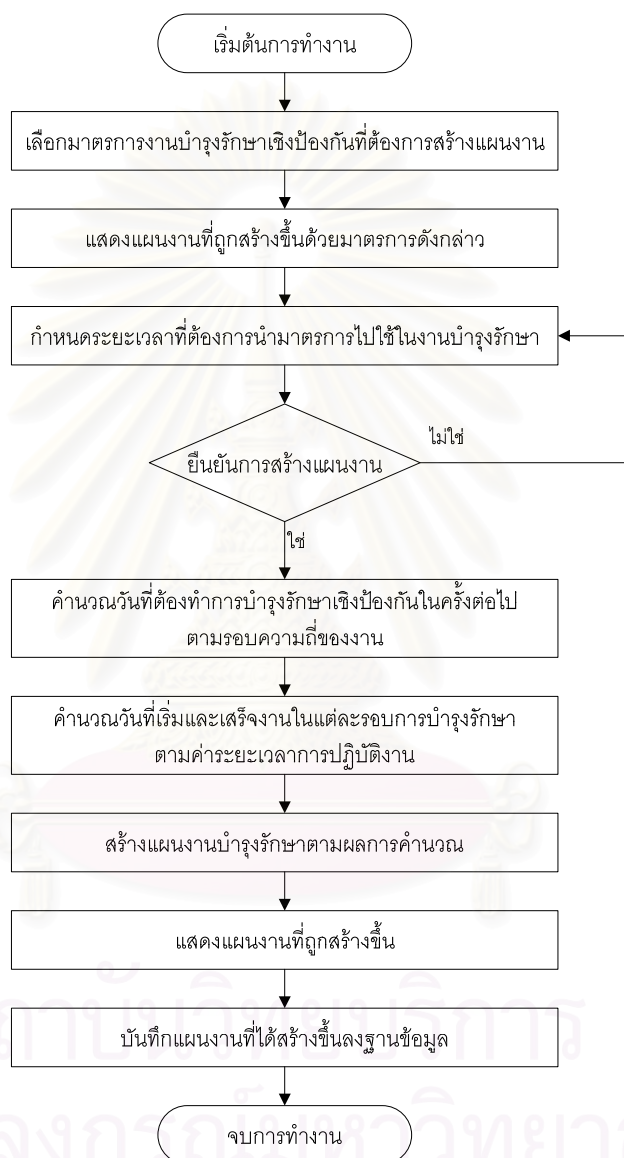 เริ่มต้นการทำงาน
เลือกมาตรการงานบำรุงรักษาเชิงป้องกันที่ต้องการสร้างแผนงาน
แสดงแผนงานที่ถูกสร้างขึ้นด้วยมาตรการดังกล่าว
กำหนดระยะเวลาที่ต้องการนำมาตรการไปใช้ในงานบำรุงรักษา
ไม่ใช่
ยืนยันการสร้างแผนงาน
ใช่
คำนวณวันที่ต้องทำการบำรุงรักษาเชิงป้องกันในครั้งต่อไป
ตามรอบความถี่ของงาน
คำนวณวันที่เริ่มและเสร็จงานในแต่ละรอบการบำรุงรักษา
ตามค่าระยะเวลาการปฏิบัติงาน
สร้างแผนงานบำรุงรักษาตามผลการคำนวณ
แสดงแผนงานที่ถูกสร้างขึ้น
บันทึกแผนงานที่ได้สร้างขึ้นลงฐานข้อมูล
จบการทำงาน